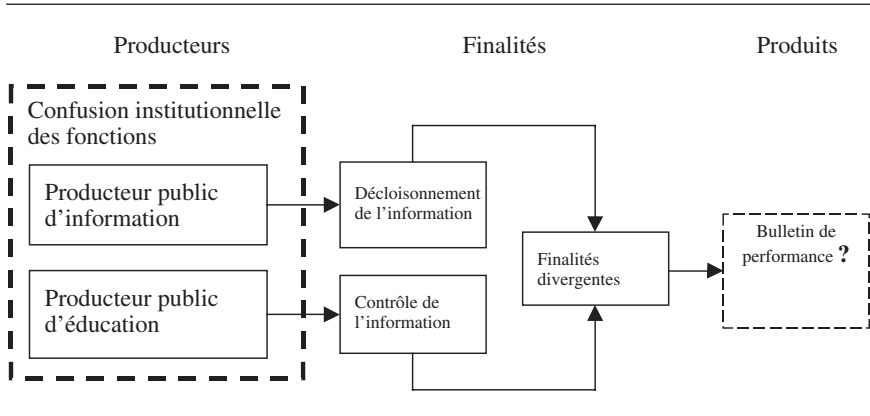 Producteurs
Finalités
Produits
Confusion institutionnelle
des fonctions
Producteur public
d'information
Décloisonnement
de l'information
Producteur public
d'éducation
Contrôle de
l'information
Finalités
divergentes
Bulletin de
performance ?